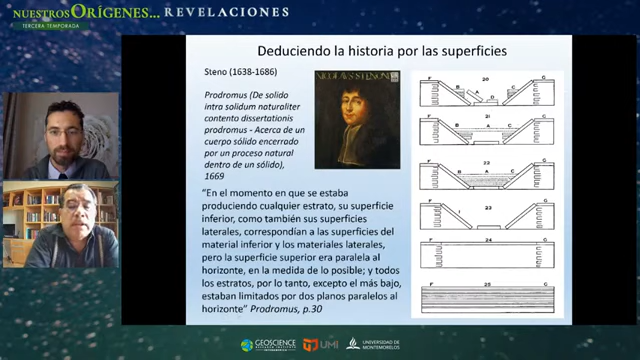 NUESTROS ORÍGENES... REVELACIONES
TERCERA TEMPORADA
Deduciendo la historia por las superficies
Steno (1638-1686)
Prodromus (De solido
intra solidum naturaliter
contento dissertationis
prodromus - Acerca de un
cuerpo sólido encerrado
por un proceso natural
dentro de un sólido),
1669
“En el momento en que se estaba
produciendo cualquier estrato, su superficie
inferior, como también sus superficies
laterales, correspondían a las superficies del
material inferior y los materiales laterales,
pero la superficie superior era paralela al
horizonte, en la medida de lo posible; y todos
los estratos, por lo tanto, excepto el más bajo,
estaban limitados por dos planos paralelos al
horizonte” Prodromus, p.30
F 20 G
B A C
D
F 21 G
B A C
F 22 G
B A C
F 23 G
F 24 G
F 25 G
GEOSCIENCE
RESEARCH INSTITUTE
UMI
UNIVERSIDAD DE
MONTEMORELOS